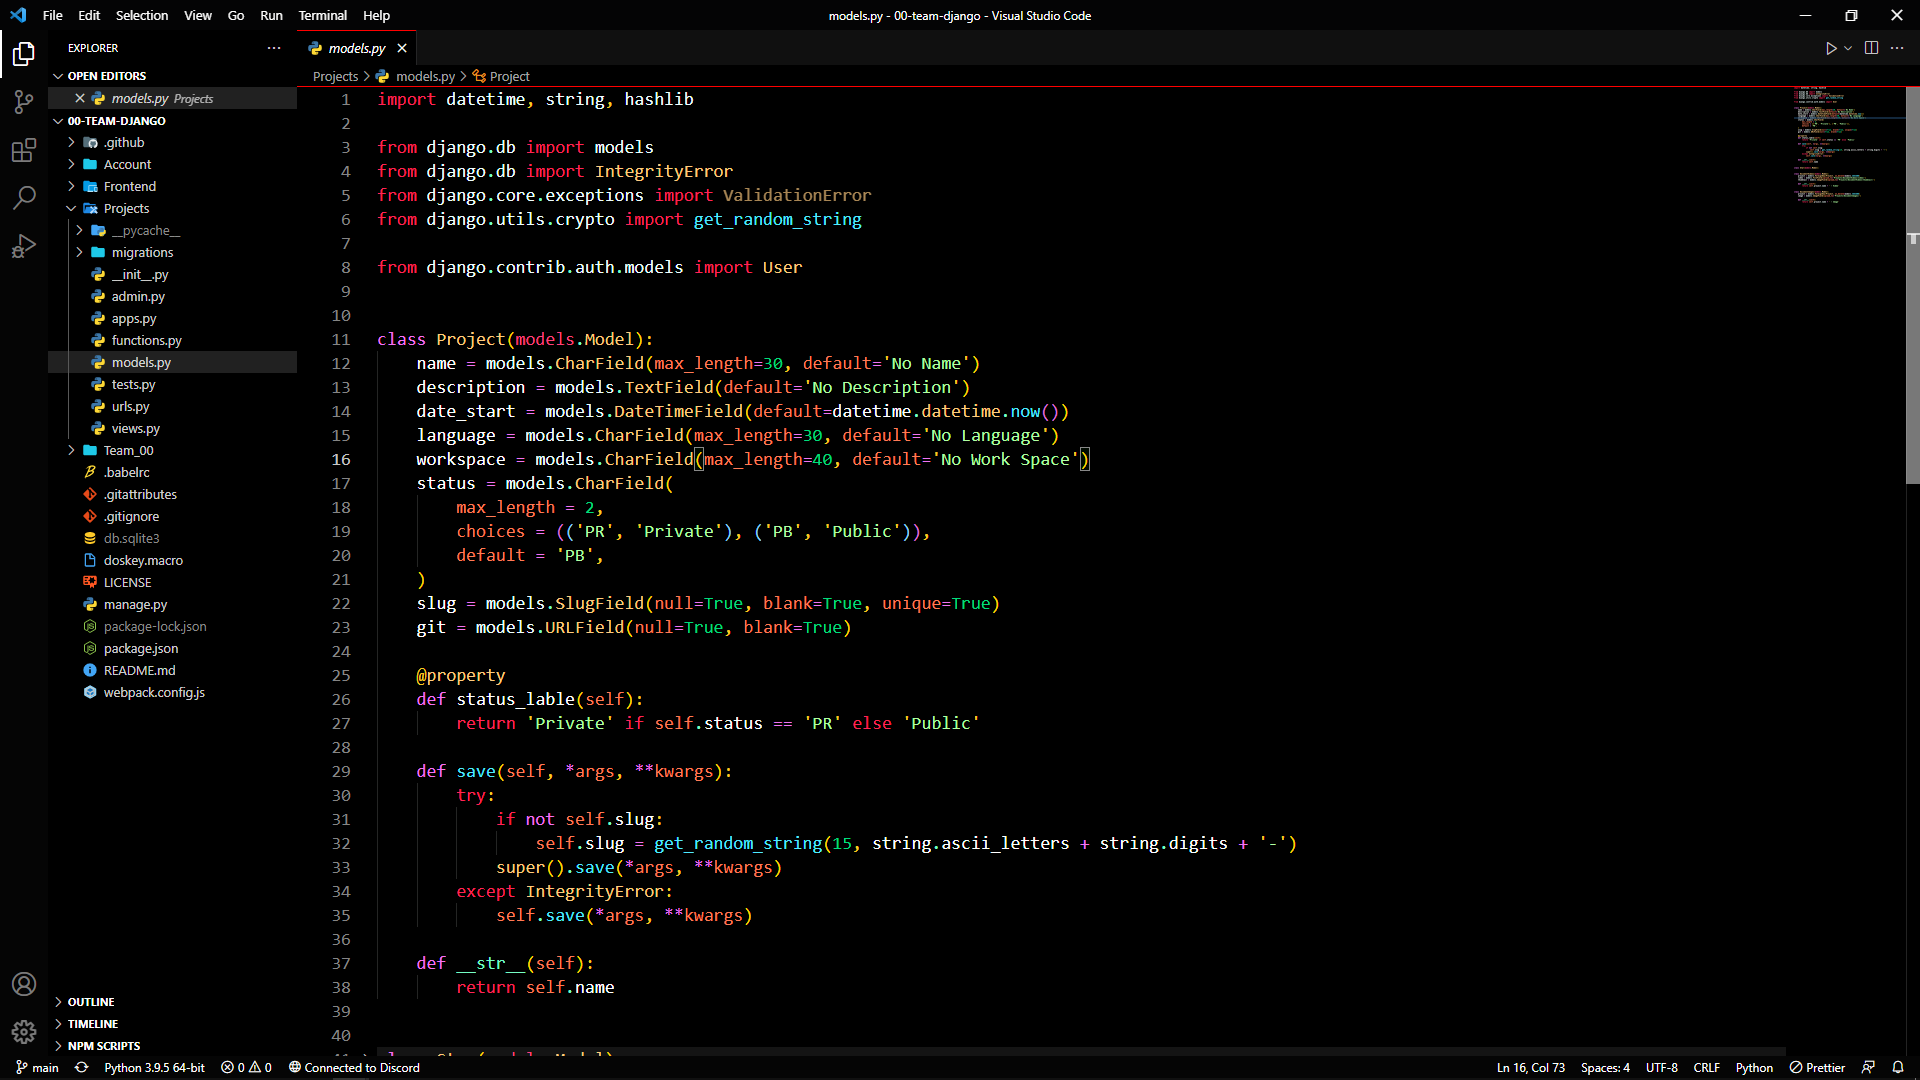 File Edit Selection View Go Run Terminal Help
models.py - 00-team-django - Visual Studio Code
EXPLORER
OPEN EDITORS
models.py Projects
00-TEAM-DJANGO
.github
Account
Frontend
Projects
__pycache__
migrations
__init__.py
admin.py
apps.py
functions.py
models.py
tests.py
urls.py
views.py
Team_00
.babelrc
.gitattributes
.gitignore
db.sqlite3
doskey.macro
LICENSE
manage.py
package-lock.json
package.json
README.md
webpack.config.js
OUTLINE
TIMELINE
NPM SCRIPTS
models.py
Projects > models.py > Project
1 import datetime, string, hashlib
2
3 from django.db import models
4 from django.db import IntegrityError
5 from django.core.exceptions import ValidationError
6 from django.utils.crypto import get_random_string
7
8 from django.contrib.auth.models import User
9
10
11 class Project(models.Model):
12     name = models.CharField(max_length=30, default='No Name')
13     description = models.TextField(default='No Description')
14     date_start = models.DateTimeField(default=datetime.datetime.now())
15     language = models.CharField(max_length=30, default='No Language')
16     workspace = models.CharField(max_length=40, default='No Work Space')
17     status = models.CharField(
18         max_length = 2,
19         choices = (('PR', 'Private'), ('PB', 'Public')),
20         default = 'PB',
21     )
22     slug = models.SlugField(null=True, blank=True, unique=True)
23     git = models.URLField(null=True, blank=True)
24
25     @property
26     def status_lable(self):
27         return 'Private' if self.status == 'PR' else 'Public'
28
29     def save(self, *args, **kwargs):
30         try:
31             if not self.slug:
32                 self.slug = get_random_string(15, string.ascii_letters + string.digits + '-')
33             super().save(*args, **kwargs)
34         except IntegrityError:
35             self.save(*args, **kwargs)
36
37     def __str__(self):
38         return self.name
39
40
main Python 3.9.5 64-bit 0 0 Connected to Discord Ln 16, Col 73 Spaces: 4 UTF-8 CRLF Python Prettier